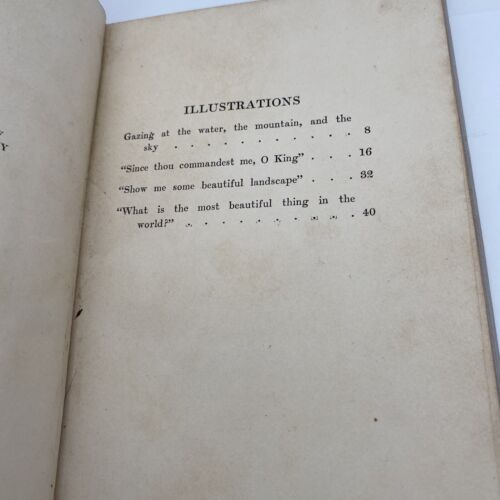 Y
ILLUSTRATIONS
Gazing at the water, the mountain, and the
sky . . . . . . . . . . . 8
"Since thou commandest me, O King" . . . 16
"Show me some beautiful landscape" . . . 32
"What is the most beautiful thing in the
world?" . . . . . . . . . 40